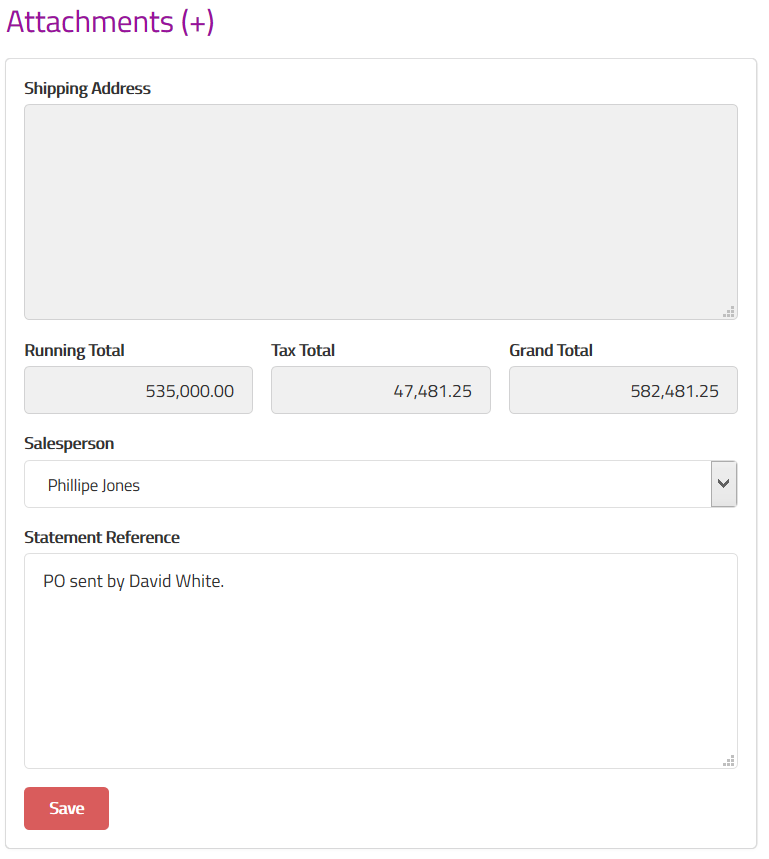 Attachments (+)
Shipping Address
Running Total Tax Total Grand Total
535,000.00 47,481.25 582,481.25
Salesperson
Phillipe Jones
Statement Reference
PO sent by David White.
Save